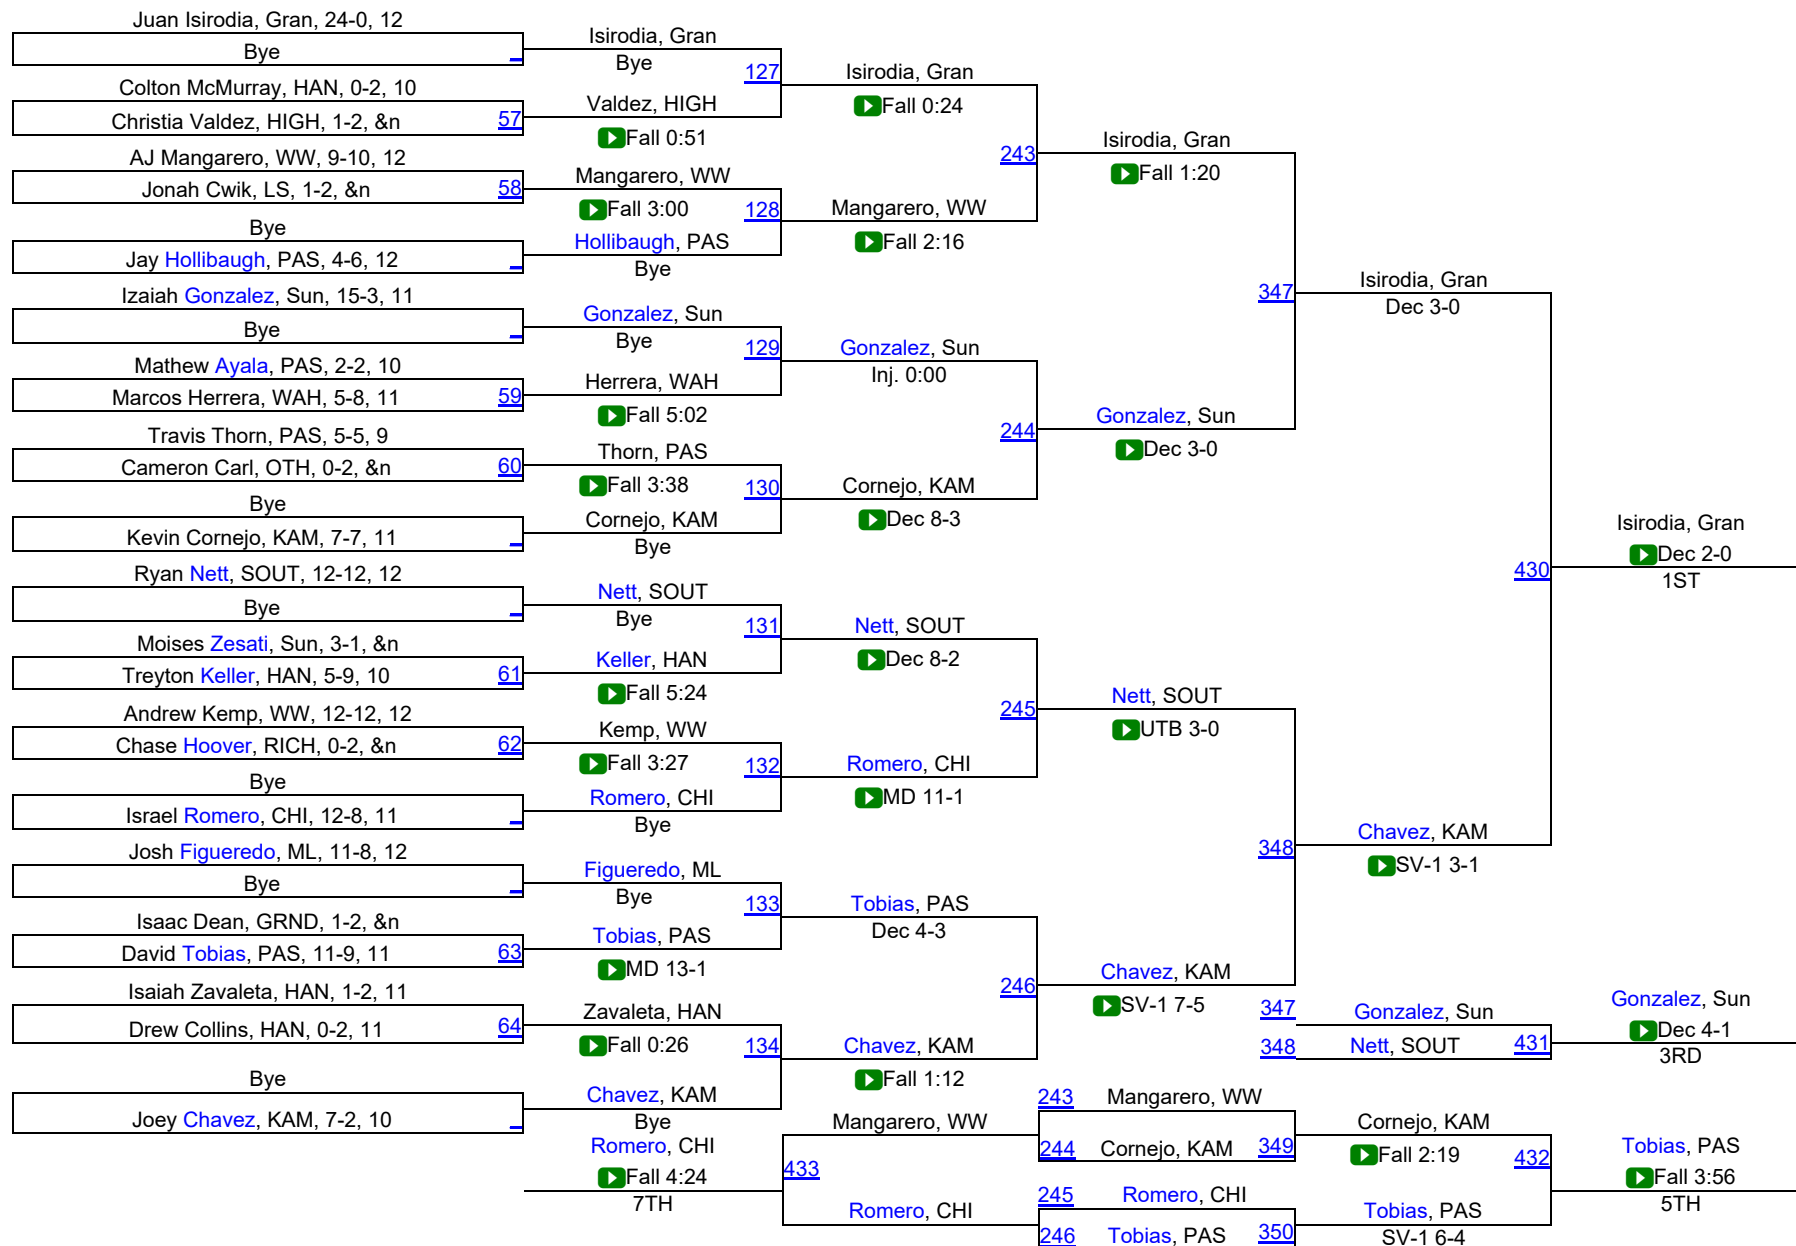 Juan Isirodia, Gran, 24-0, 12
Bye
Colton McMurray, HAN, 0-2, 10
Christia Valdez, HIGH, 1-2, &n 57
AJ Mangarero, WW, 9-10, 12
Jonah Cwik, LS, 1-2, &n 58
Bye
Jay Hollibaugh, PAS, 4-6, 12
Izaiah Gonzalez, Sun, 15-3, 11
Bye
Mathew Ayala, PAS, 2-2, 10
Marcos Herrera, WAH, 5-8, 11 59
Travis Thorn, PAS, 5-5, 9
Cameron Carl, OTH, 0-2, &n 60
Bye
Kevin Cornejo, KAM, 7-7, 11
Ryan Nett, SOUT, 12-12, 12
Bye
Moises Zesati, Sun, 3-1, &n
Treyton Keller, HAN, 5-9, 10 61
Andrew Kemp, WW, 12-12, 12
Chase Hoover, RICH, 0-2, &n 62
Bye
Israel Romero, CHI, 12-8, 11
Josh Figueredo, ML, 11-8, 12
Bye
Isaac Dean, GRND, 1-2, &n
David Tobias, PAS, 11-9, 11 63
Isaiah Zavaleta, HAN, 1-2, 11
Drew Collins, HAN, 0-2, 11 64
Bye
Joey Chavez, KAM, 7-2, 10
Isirodia, Gran
Bye
127
Valdez, HIGH
Fall 0:51
Mangarero, WW
Fall 3:00
128
Hollibaugh, PAS
Bye
Gonzalez, Sun
Bye
129
Herrera, WAH
Fall 5:02
Thorn, PAS
Fall 3:38
130
Cornejo, KAM
Bye
Nett, SOUT
Bye
131
Keller, HAN
Fall 5:24
Kemp, WW
Fall 3:27
132
Romero, CHI
Bye
Figueredo, ML
Bye
133
Tobias, PAS
MD 13-1
Zavaleta, HAN
Fall 0:26
134
Chavez, KAM
Bye
Isirodia, Gran
Fall 0:24
243
Mangarero, WW
Fall 2:16
Gonzalez, Sun
Inj. 0:00
244
Cornejo, KAM
Dec 8-3
Nett, SOUT
Dec 8-2
245
Romero, CHI
MD 11-1
Tobias, PAS
Dec 4-3
246
Chavez, KAM
Fall 1:12
Isirodia, Gran
Fall 1:20
347
Gonzalez, Sun
Dec 3-0
Nett, SOUT
UTB 3-0
348
Chavez, KAM
SV-1 7-5
Isirodia, Gran
Dec 3-0
430
Chavez, KAM
SV-1 3-1
Isirodia, Gran
Dec 2-0
1ST
347 Gonzalez, Sun
348 Nett, SOUT 431
Gonzalez, Sun
Dec 4-1
3RD
243 Mangarero, WW
244 Cornejo, KAM 349
245 Romero, CHI
246 Tobias, PAS 350
Cornejo, KAM
Fall 2:19
432
Tobias, PAS
SV-1 6-4
Tobias, PAS
Fall 3:56
5TH
Mangarero, WW
433
Romero, CHI
Romero, CHI
Fall 4:24
7TH